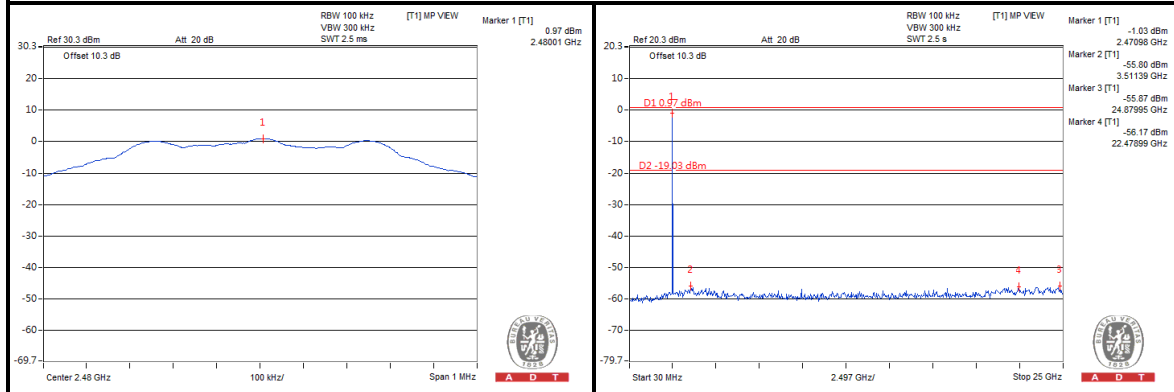 RBW 100 kHz [T1] MP VIEW
VBW 300 kHz
Ref 30.3 dBm Att 20 dB SWT 2.5 ms
Marker 1 [T1]
0.97 dBm
2.48001 GHz
30.3
Offset 10.3 dB
20
10
1
0
-10
-20
-30
-40
-50
-60
-69.7
Center 2.48 GHz 100 kHz/ Span 1 MHz
BUREAU VERITAS
1828
A D T
RBW 100 kHz [T1] MP VIEW
VBW 300 kHz
Ref 20.3 dBm Att 20 dB SWT 2.5 s
Marker 1 [T1]
-1.03 dBm
2.47098 GHz
Marker 2 [T1]
-55.80 dBm
3.51139 GHz
Marker 3 [T1]
-55.87 dBm
24.87995 GHz
Marker 4 [T1]
-56.17 dBm
22.47899 GHz
20.3
Offset 10.3 dB
10
1
D1 0.97 dBm
0
-10
D2 -19.03 dBm
-20
-30
-40
-50
2 4 3
-60
-70
-79.7
Start 30 MHz 2.497 GHz/ Stop 25 GHz
BUREAU VERITAS
1828
A D T